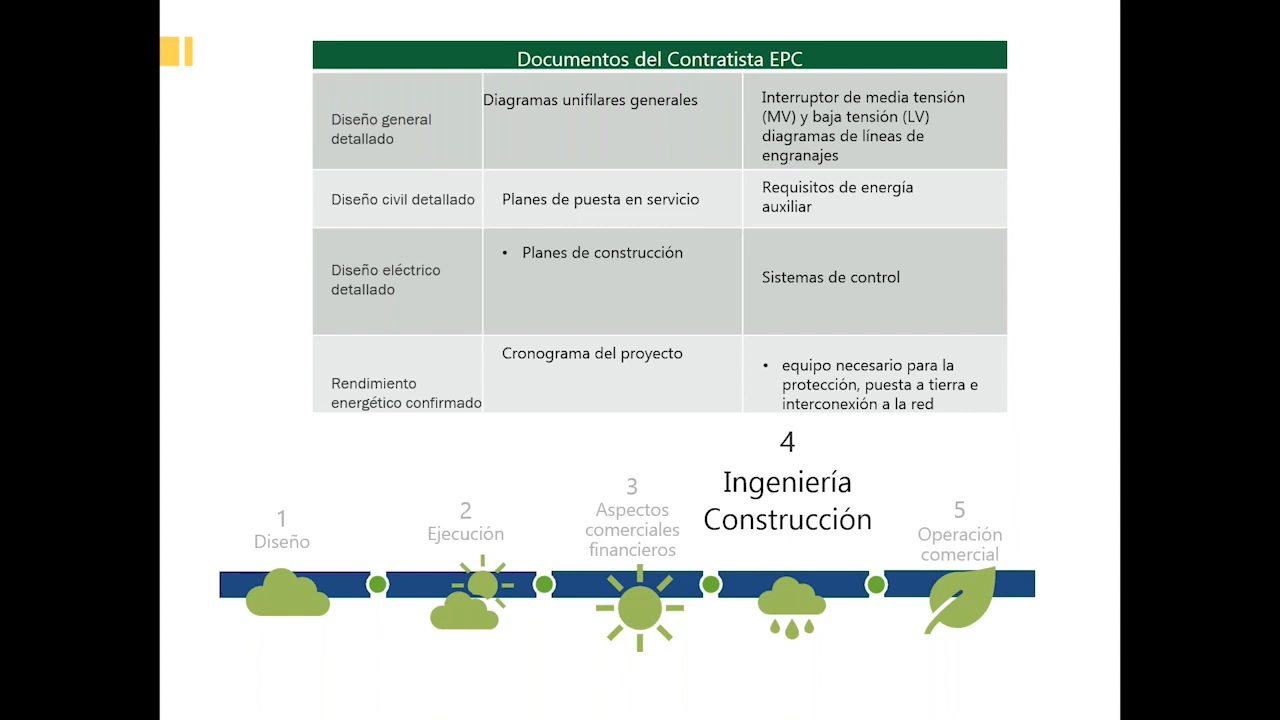 Documentos del Contratista EPC
Diseño general
detallado
Diagramas unifilares generales
Interruptor de media tensión
(MV) y baja tensión (LV)
diagramas de líneas de
engranajes
Diseño civil detallado
Planes de puesta en servicio
Requisitos de energía
auxiliar
Diseño eléctrico
detallado
• Planes de construcción
Sistemas de control
Rendimiento
energético confirmado
Cronograma del proyecto
• equipo necesario para la
protección, puesta a tierra e
interconexión a la red
1
Diseño
2
Ejecución
3
Aspectos
comerciales
financieros
4
Ingeniería
Construcción
5
Operación
comercial